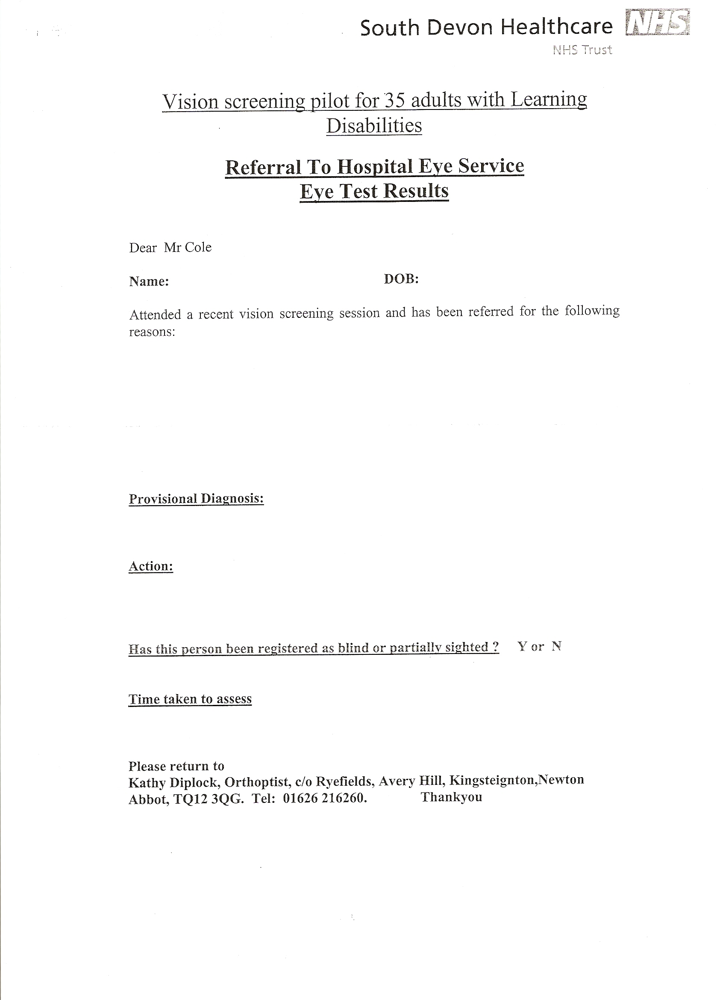 South Devon Healthcare NHS
NHS Trust
Vision screening pilot for 35 adults with Learning
Disabilities
Referral To Hospital Eye Service
Eye Test Results
Dear Mr Cole
Name: DOB:
Attended a recent vision screening session and has been referred for the following
reasons:
Provisional Diagnosis:
Action:
Has this person been registered as blind or partially sighted ? Y or N
Time taken to assess
Please return to
Kathy Diplock, Orthoptist, c/o Ryefields, Avery Hill, Kingsteignton,Newton
Abbot, TQ12 3QG. Tel: 01626 216260. Thankyou